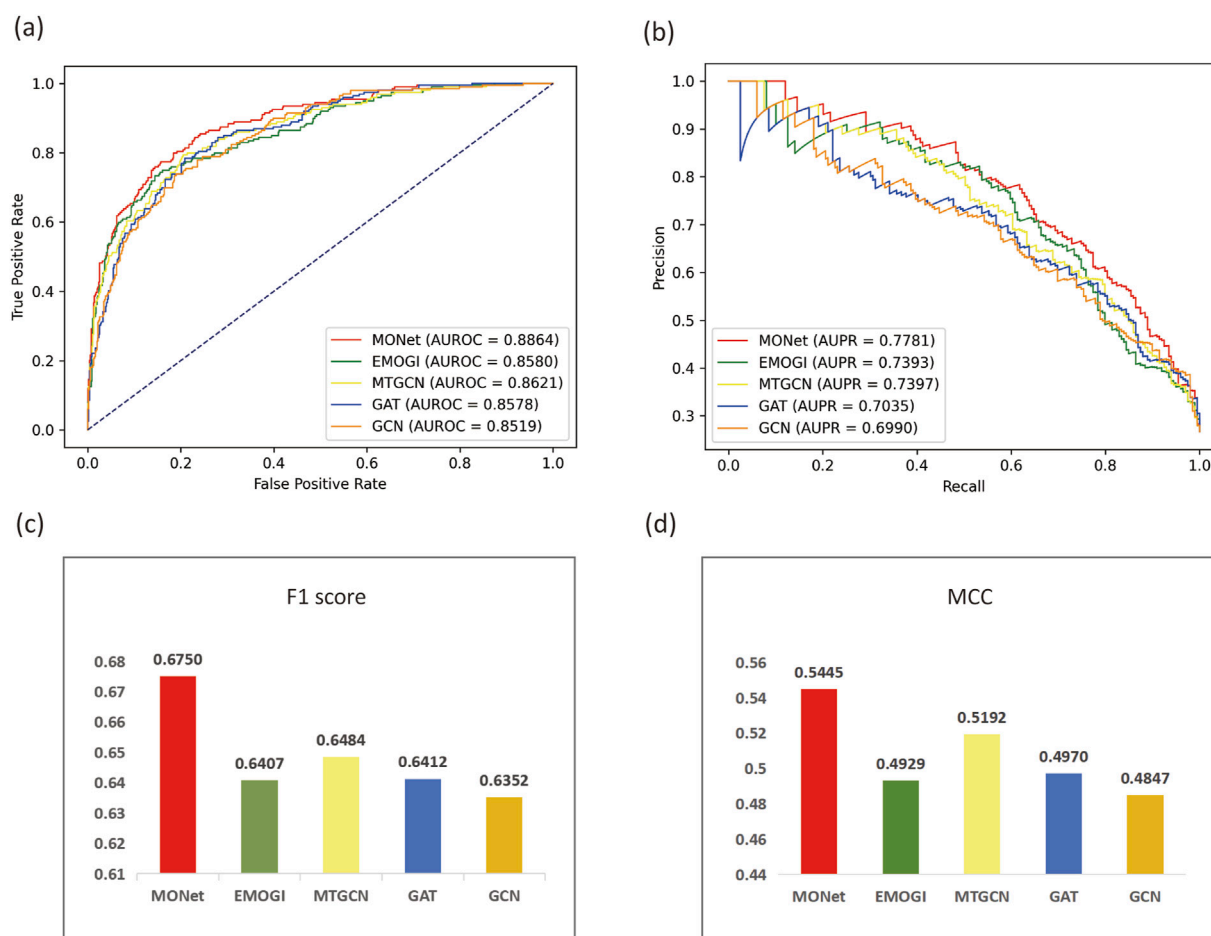 (a)
1.0
0.8
0.6
0.4
0.2
0.0
True Positive Rate
MONet (AUROC = 0.8864)
EMOGI (AUROC = 0.8580)
MTGCN (AUROC = 0.8621)
GAT (AUROC = 0.8578)
GCN (AUROC = 0.8519)
0.0 0.2 0.4 0.6 0.8 1.0
False Positive Rate
(b)
1.0
0.9
0.8
0.7
0.6
0.5
0.4
0.3
Precision
MONet (AUPR = 0.7781)
EMOGI (AUPR = 0.7393)
MTGCN (AUPR = 0.7397)
GAT (AUPR = 0.7035)
GCN (AUPR = 0.6990)
0.0 0.2 0.4 0.6 0.8 1.0
Recall
(c)
F1 score
0.68
0.67
0.66
0.65
0.64
0.63
0.62
0.61
0.6750
0.6407
0.6484
0.6412
0.6352
MONet EMOGI MTGCN GAT GCN
(d)
MCC
0.56
0.54
0.52
0.5
0.48
0.46
0.44
0.5445
0.4929
0.5192
0.4970
0.4847
MONet EMOGI MTGCN GAT GCN